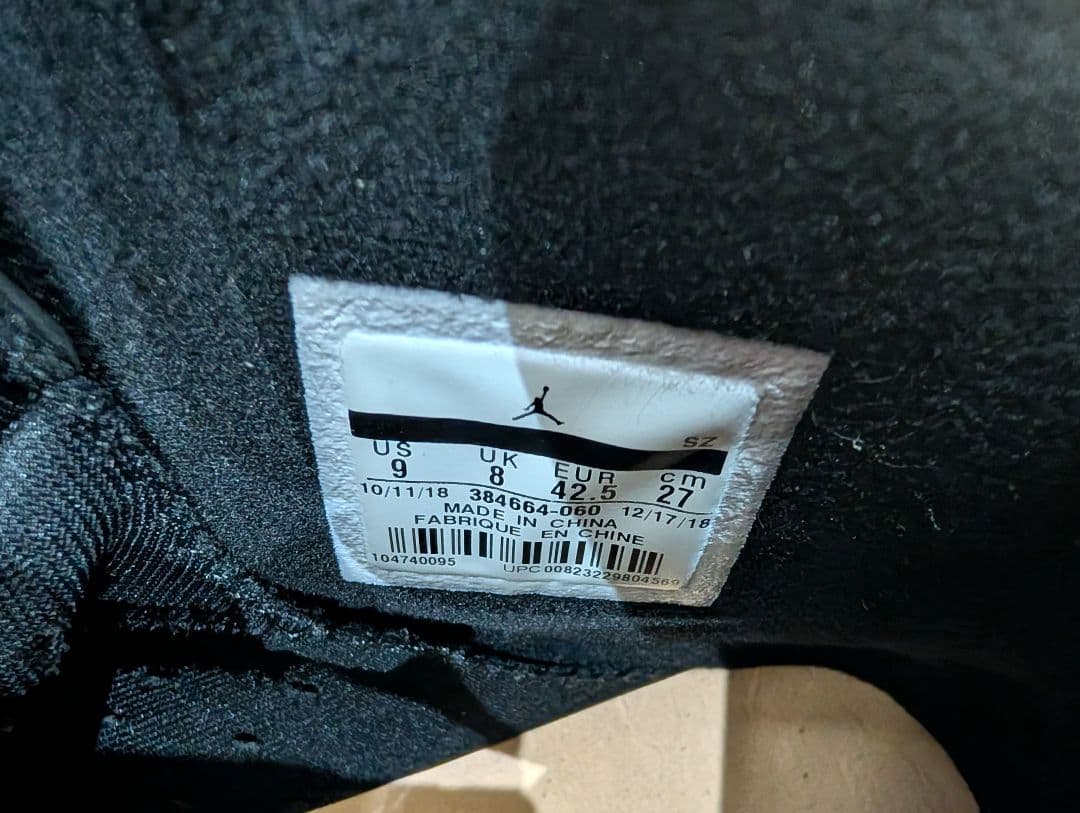 SZ
US UK EUR cm
9 8 42.5 27
10/11/18 384664-060 12/17/18
MADE IN CHINA
FABRIQUE EN CHINE
104740095 UPC 00823229804569